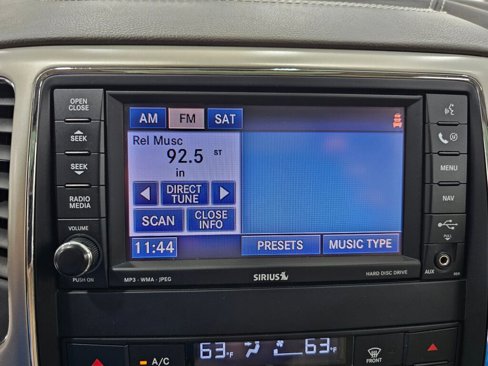 OPEN
CLOSE
SEEK
SEEK
RADIO
MEDIA
VOLUME
PUSH ON
AM FM SAT
Rel Musc
92.5 ST
in
DIRECT
TUNE
SCAN
CLOSE
INFO
11:44
PRESETS
MUSIC TYPE
MENU
NAV
PULL
AUX
MP3 · WMA · JPEG
SIRIUS
HARD DISC DRIVE
63°F
63°F
A/C
FRONT